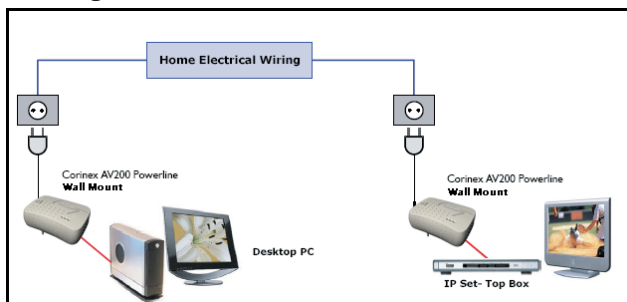 Home Electrical Wiring
Corinex AV200 Powerline
Wall Mount
Desktop PC
Corinex AV200 Powerline
Wall Mount
IP Set- Top Box